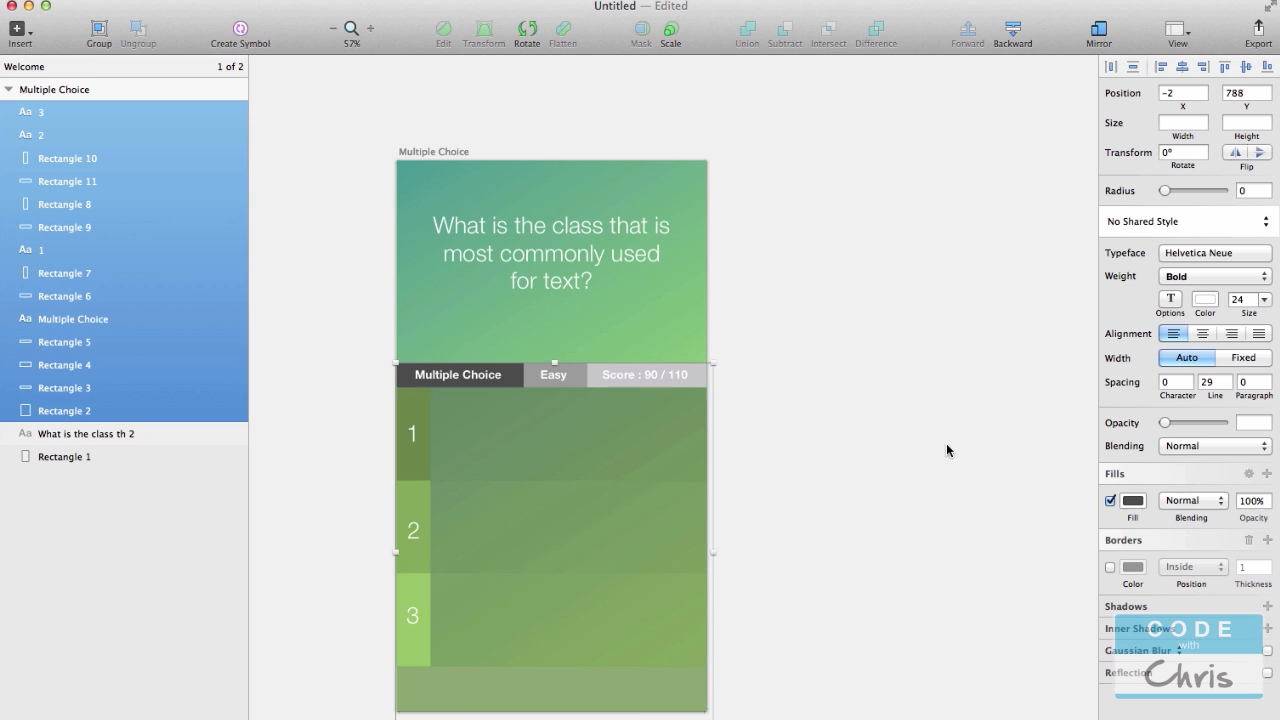 Untitled — Edited
Insert
Group
Ungroup
Create Symbol
57%
Edit
Transform
Rotate
Flatten
Mask
Scale
Union
Subtract
Intersect
Difference
Forward
Backward
Mirror
View
Export
Welcome
1 of 2
Multiple Choice
Aa 3
Aa 2
Rectangle 10
Rectangle 11
Rectangle 8
Rectangle 9
Aa 1
Rectangle 7
Rectangle 6
Aa Multiple Choice
Rectangle 5
Rectangle 4
Rectangle 3
Rectangle 2
Aa What is the class th 2
Rectangle 1
Multiple Choice
What is the class that is
most commonly used
for text?
Multiple Choice
Easy
Score : 90 / 110
1
2
3
Position -2 788
X Y
Size
Width Height
Transform 0°
Rotate Flip
Radius 0
No Shared Style
Typeface Helvetica Neue
Weight Bold
T 24
Options Color Size
Alignment
Width Auto Fixed
Spacing 0 29 0
Character Line Paragraph
Opacity
Blending Normal
Fills
Normal 100%
Fill Blending Opacity
Borders
Inside 1
Color Position Thickness
Shadows
Inner Shadows
Gaussian Blur
Reflection
CODE
with
Chris